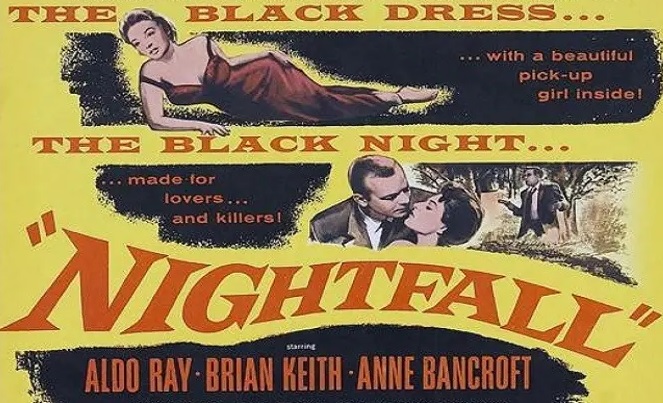 THE BLACK DRESS...
...with a beautiful
pick-up
girl inside!
THE BLACK NIGHT...
...made for
lovers...
and killers!
"NIGHTFALL"
starring
ALDO RAY · BRIAN KEITH · ANNE BANCROFT